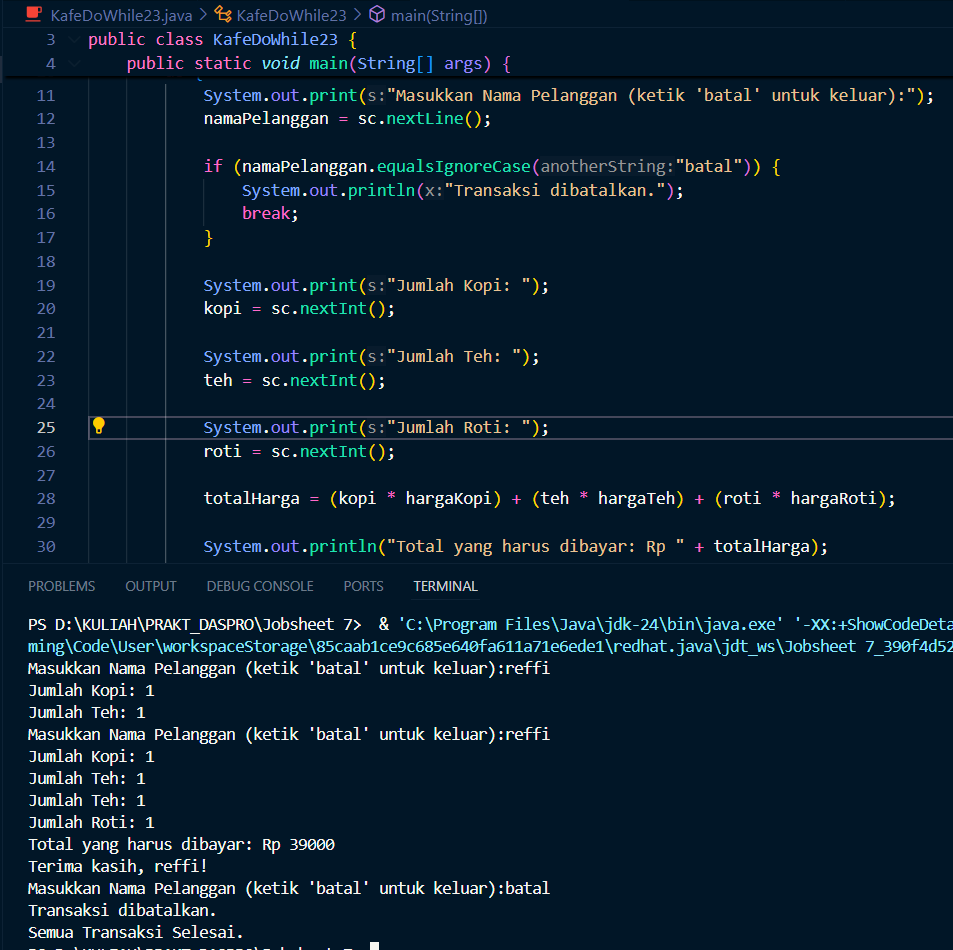 KafeDoWhile23.java > KafeDoWhile23 > main(String[])
3 public class KafeDoWhile23 {
4 public static void main(String[] args) {
11 System.out.print(s:"Masukkan Nama Pelanggan (ketik 'batal' untuk keluar):");
12 namaPelanggan = sc.nextLine();
13
14 if (namaPelanggan.equalsIgnoreCase(anotherString:"batal")) {
15 System.out.println(x:"Transaksi dibatalkan.");
16 break;
17 }
18
19 System.out.print(s:"Jumlah Kopi: ");
20 kopi = sc.nextInt();
21
22 System.out.print(s:"Jumlah Teh: ");
23 teh = sc.nextInt();
24
25 System.out.print(s:"Jumlah Roti: ");
26 roti = sc.nextInt();
27
28 totalHarga = (kopi * hargaKopi) + (teh * hargaTeh) + (roti * hargaRoti);
29
30 System.out.println("Total yang harus dibayar: Rp " + totalHarga);
PROBLEMS OUTPUT DEBUG CONSOLE PORTS TERMINAL
PS D:\KULIAH\PRAKT_DASPRO\Jobsheet 7> & 'C:\Program Files\Java\jdk-24\bin\java.exe' '-XX:+ShowCodeDeta
ming\Code\User\workspaceStorage\85caab1ce9c685e640fa611a71e6ede1\redhat.java\jdt_ws\Jobsheet 7_390f4d52
Masukkan Nama Pelanggan (ketik 'batal' untuk keluar):reffi
Jumlah Kopi: 1
Jumlah Teh: 1
Masukkan Nama Pelanggan (ketik 'batal' untuk keluar):reffi
Jumlah Kopi: 1
Jumlah Teh: 1
Jumlah Teh: 1
Jumlah Roti: 1
Total yang harus dibayar: Rp 39000
Terima kasih, reffi!
Masukkan Nama Pelanggan (ketik 'batal' untuk keluar):batal
Transaksi dibatalkan.
Semua Transaksi Selesai.